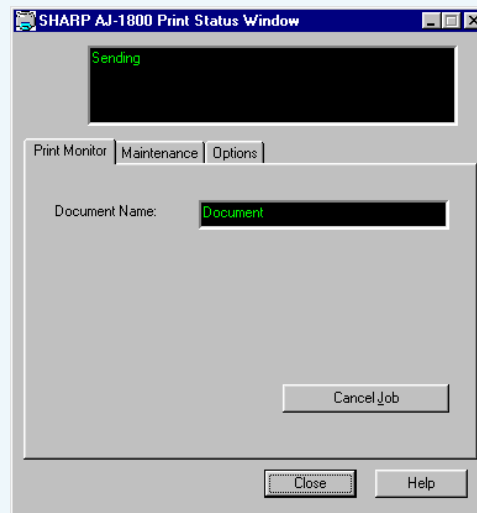 SHARP AJ-1800 Print Status Window
Sending
Print Monitor Maintenance Options
Document Name: Document
Cancel Job
Close Help